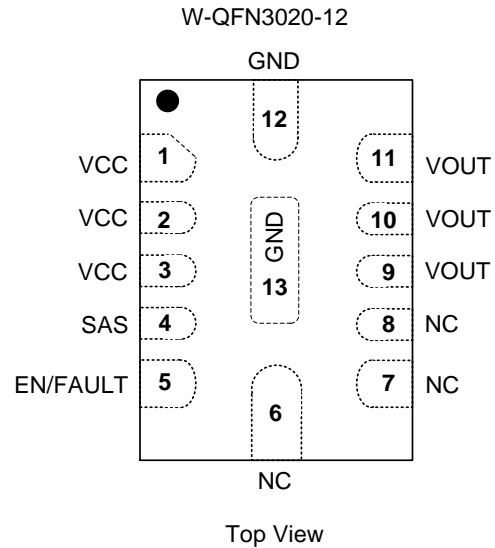 W-QFN3020-12
GND
12
VCC 1 11 VOUT
VCC 2 10 VOUT
GND
VCC 3 9 VOUT
13
SAS 4 8 NC
EN/FAULT 5 7 NC
6
NC
Top View